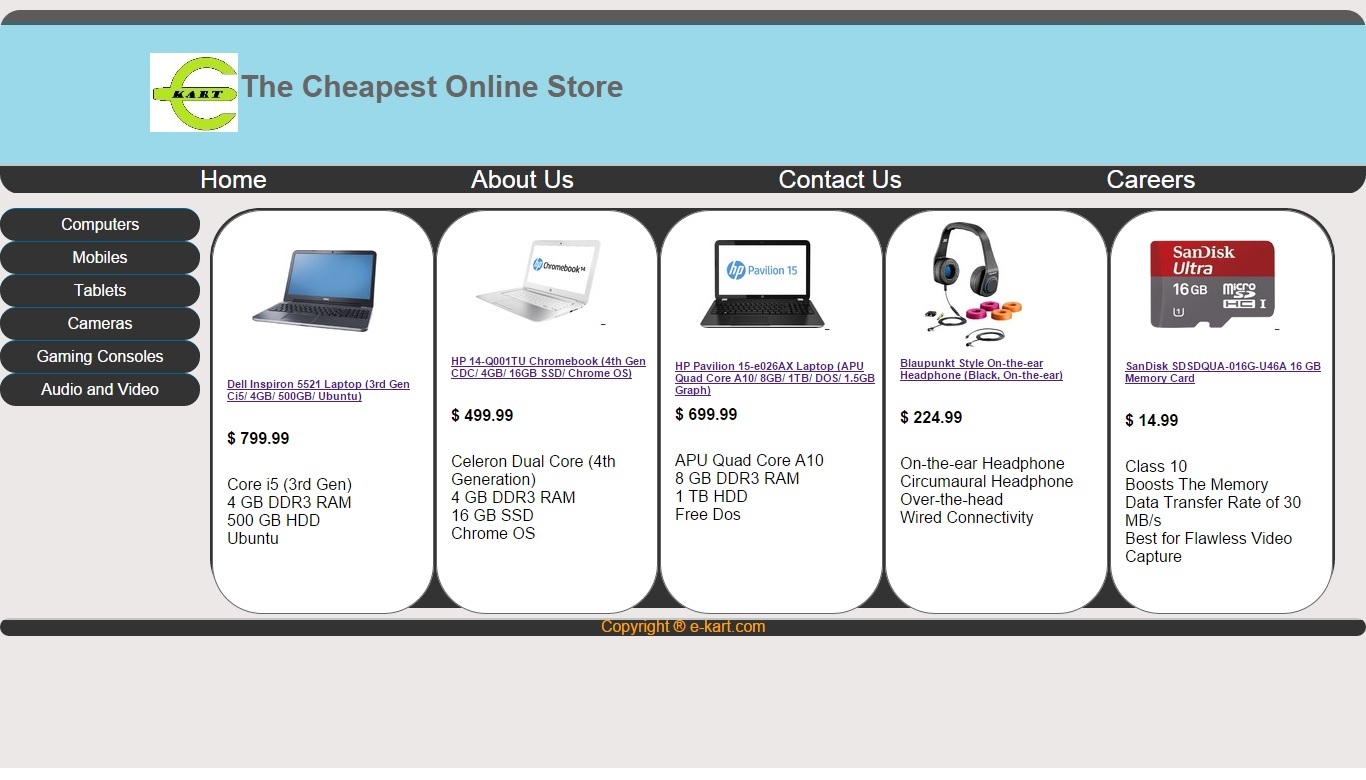 KART
The Cheapest Online Store
Home
About Us
Contact Us
Careers
Computers
Mobiles
Tablets
Cameras
Gaming Consoles
Audio and Video
Dell Inspiron 5521 Laptop (3rd Gen
Ci5/ 4GB/ 500GB/ Ubuntu)
$ 799.99
Core i5 (3rd Gen)
4 GB DDR3 RAM
500 GB HDD
Ubuntu
hp Chromebook 14
HP 14-Q001TU Chromebook (4th Gen
CDC/ 4GB/ 16GB SSD/ Chrome OS)
$ 499.99
Celeron Dual Core (4th
Generation)
4 GB DDR3 RAM
16 GB SSD
Chrome OS
hp Pavilion 15
HP Pavilion 15-e026AX Laptop (APU
Quad Core A10/ 8GB/ 1TB/ DOS/ 1.5GB
Graph)
$ 699.99
APU Quad Core A10
8 GB DDR3 RAM
1 TB HDD
Free Dos
Blaupunkt Style On-the-ear
Headphone (Black, On-the-ear)
$ 224.99
On-the-ear Headphone
Circumaural Headphone
Over-the-head
Wired Connectivity
SanDisk
Ultra
16 GB
micro
SD
HC I
1
SanDisk SDSDQUA-016G-U46A 16 GB
Memory Card
$ 14.99
Class 10
Boosts The Memory
Data Transfer Rate of 30
MB/s
Best for Flawless Video
Capture
Copyright ® e-kart.com